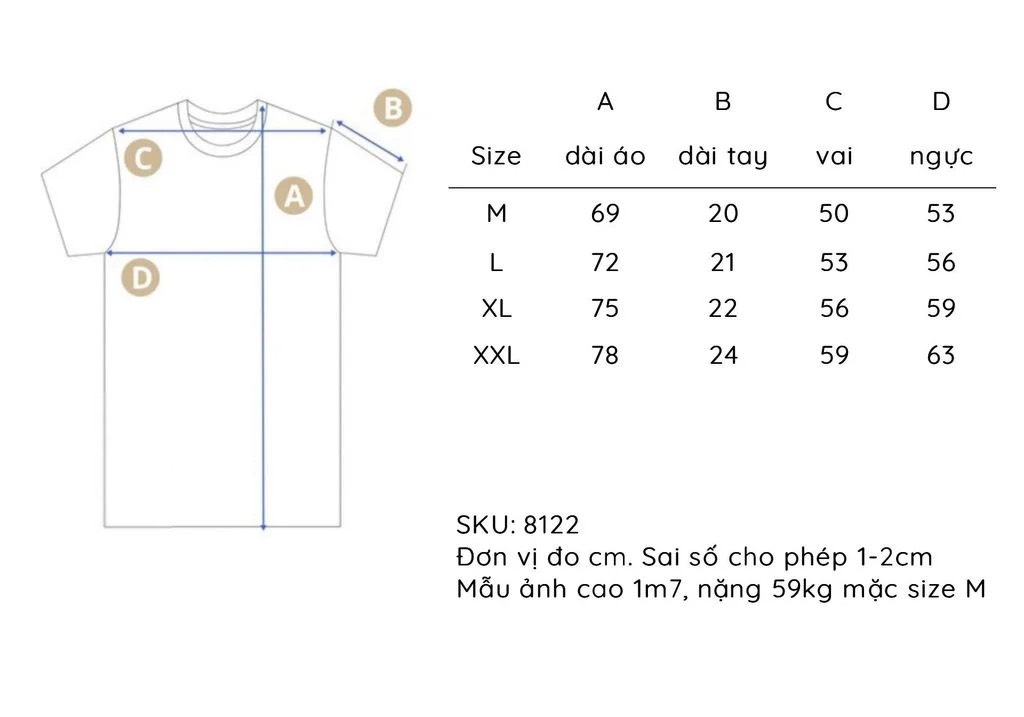 B
C
A
D
A B C D
Size dài áo dài tay vai ngực
M 69 20 50 53
L 72 21 53 56
XL 75 22 56 59
XXL 78 24 59 63
SKU: 8122
Đơn vị đo cm. Sai số cho phép 1-2cm
Mẫu ảnh cao 1m7, nặng 59kg mặc size M